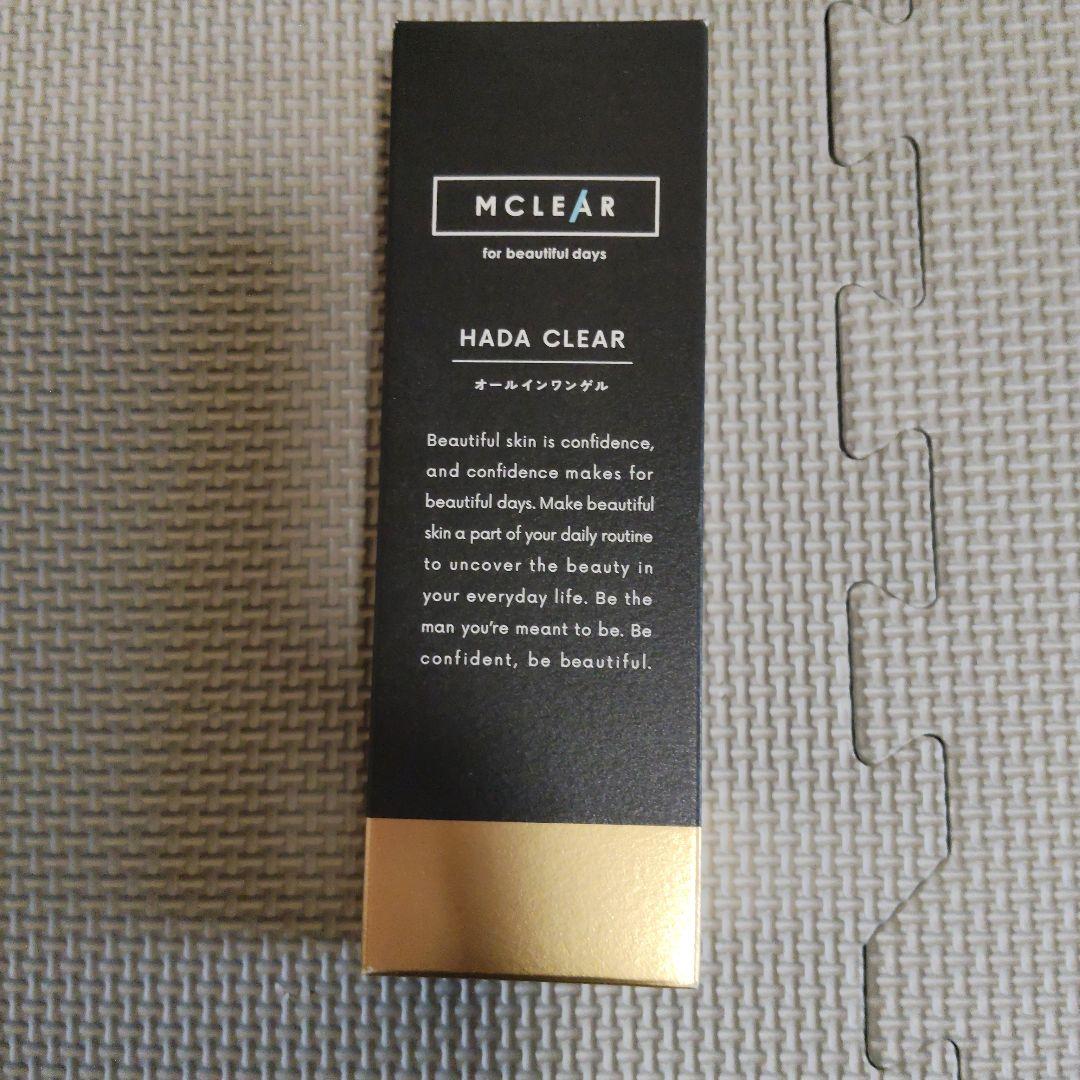 MCLEAR
for beautiful days
HADA CLEAR
オールインワンゲル
Beautiful skin is confidence,
and confidence makes for
beautiful days. Make beautiful
skin a part of your daily routine
to uncover the beauty in
your everyday life. Be the
man you're meant to be. Be
confident, be beautiful.